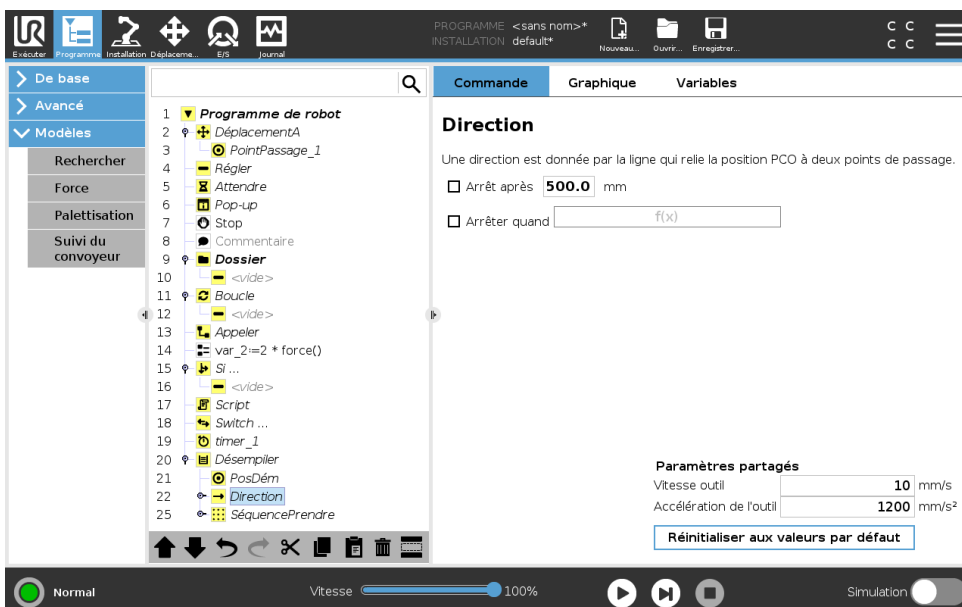 PROGRAMME <sans nom>*
INSTALLATION default*
Exécuter Programme Installation Déplaceme... E/S Journal
Nouveau... Ouvrir... Enregistrer...
C C
C C
De base
Avancé
Modèles
Rechercher
Force
Palettisation
Suivi du
convoyeur
1 Programme de robot
2 DéplacementA
3 PointPassage_1
4 Régler
5 Attendre
6 Pop-up
7 Stop
8 Commentaire
9 Dossier
10 <vide>
11 Boucle
12 <vide>
13 Appeler
14 var_2:=2 * force()
15 Si ...
16 <vide>
17 Script
18 Switch ...
19 timer_1
20 Désempiler
21 PosDém
22 Direction
25 SéquencePrendre
Commande Graphique Variables
Direction
Une direction est donnée par la ligne qui relie la position PCO à deux points de passage.
Arrêt après 500.0 mm
Arrêter quand f(x)
Paramètres partagés
Vitesse outil 10 mm/s
Accélération de l'outil 1200 mm/s²
Réinitialiser aux valeurs par défaut
Normal Vitesse 100% Simulation